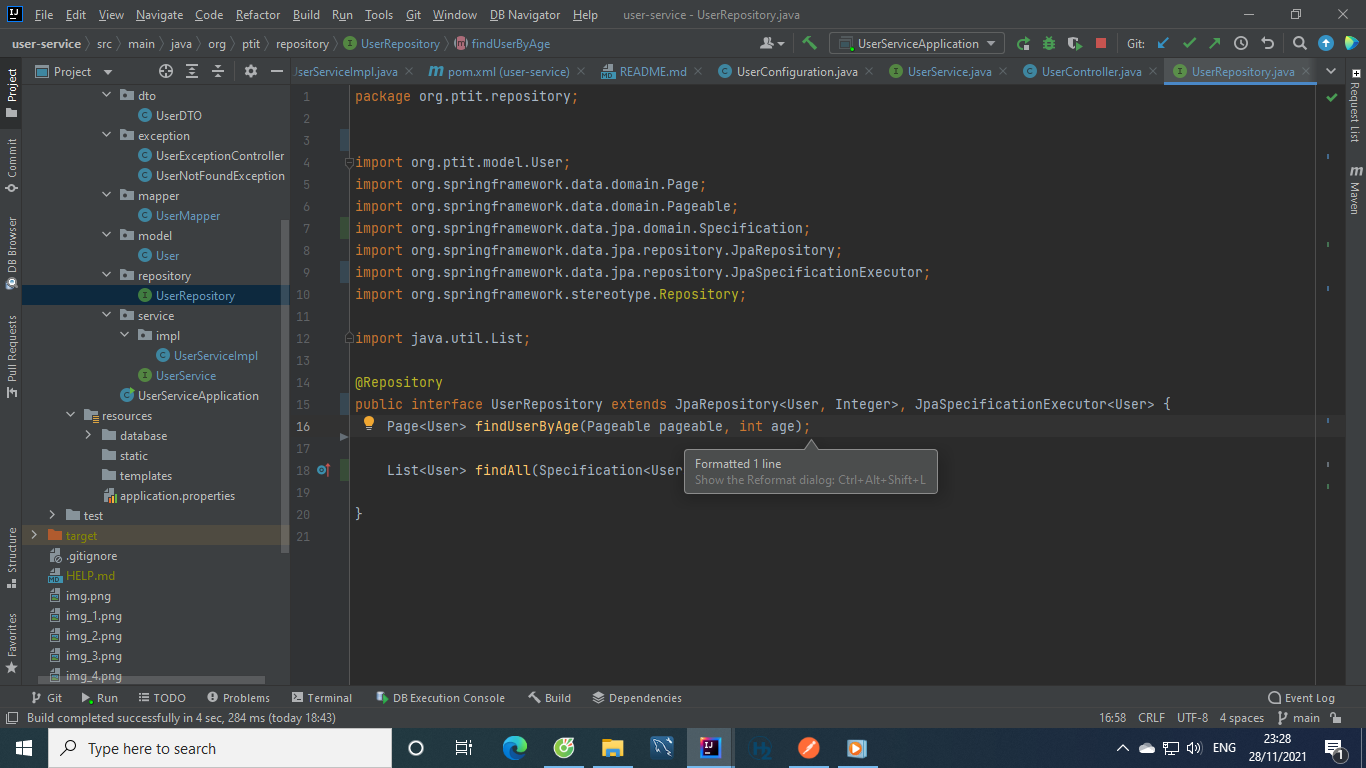 File Edit View Navigate Code Refactor Build Run Tools Git Window DB Navigator Help user-service - UserRepository.java
user-service src main java org ptit repository UserRepository findUserByAge UserServiceApplication Git:
Project JserServiceImpl.java pom.xml (user-service) README.md UserConfiguration.java UserService.java UserController.java UserRepository.java
Project
Commit
DB Browser
Pull Requests
Structure
Favorites
dto
UserDTO
exception
UserExceptionController
UserNotFoundException
mapper
UserMapper
model
User
repository
UserRepository
service
impl
UserServiceImpl
UserService
UserServiceApplication
resources
database
static
templates
application.properties
test
target
.gitignore
HELP.md
img.png
img_1.png
img_2.png
img_3.png
img_4.png
1 package org.ptit.repository;
2
3
4 import org.ptit.model.User;
5 import org.springframework.data.domain.Page;
6 import org.springframework.data.domain.Pageable;
7 import org.springframework.data.jpa.domain.Specification;
8 import org.springframework.data.jpa.repository.JpaRepository;
9 import org.springframework.data.jpa.repository.JpaSpecificationExecutor;
10 import org.springframework.stereotype.Repository;
11
12 import java.util.List;
13
14 @Repository
15 public interface UserRepository extends JpaRepository<User, Integer>, JpaSpecificationExecutor<User> {
16 Page<User> findUserByAge(Pageable pageable, int age);
17
18 List<User> findAll(Specification<User
19
20 }
21
Formatted 1 line
Show the Reformat dialog: Ctrl+Alt+Shift+L
Request List
m Maven
Git Run TODO Problems Terminal DB Execution Console Build Dependencies Event Log
Build completed successfully in 4 sec, 284 ms (today 18:43) 16:58 CRLF UTF-8 4 spaces main
Type here to search ENG 23:28
28/11/2021 1